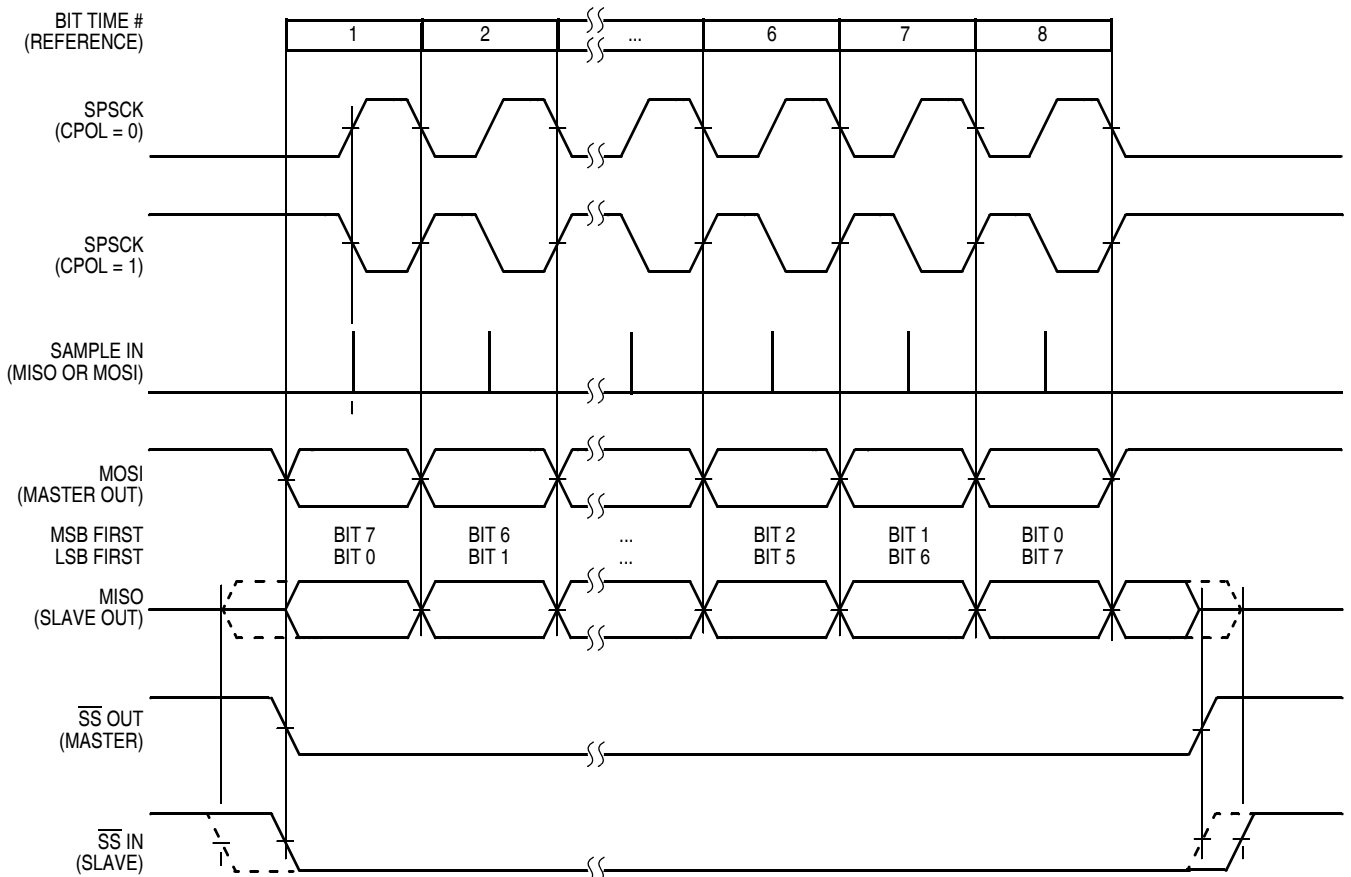 BIT TIME #
(REFERENCE)
1 2 ... 6 7 8
SPSCK
(CPOL = 0)
SPSCK
(CPOL = 1)
SAMPLE IN
(MISO OR MOSI)
MOSI
(MASTER OUT)
MSB FIRST BIT 7 BIT 6 ... BIT 2 BIT 1 BIT 0
LSB FIRST BIT 0 BIT 1 ... BIT 5 BIT 6 BIT 7
MISO
(SLAVE OUT)
S̅S̅ OUT
(MASTER)
S̅S̅ IN
(SLAVE)